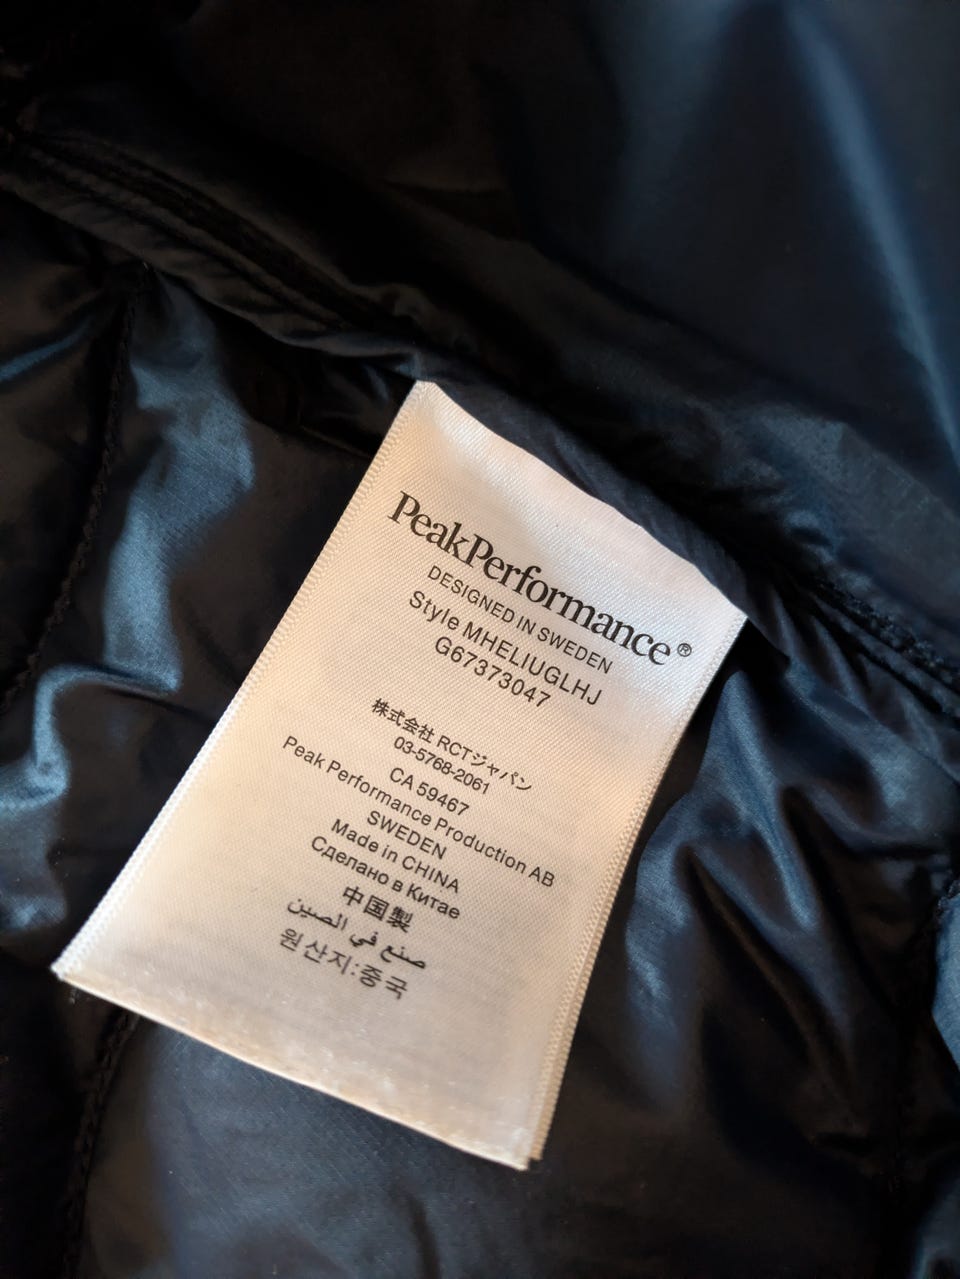 PeakPerformance®
DESIGNED IN SWEDEN
Style MHELIUGLHJ
G67373047
株式会社 RCTジャパン
03-5768-2061
CA 59467
Peak Performance Production AB
SWEDEN
Made in CHINA
Сделано в Китае
中国製
صنع في الصين
원산지:중국